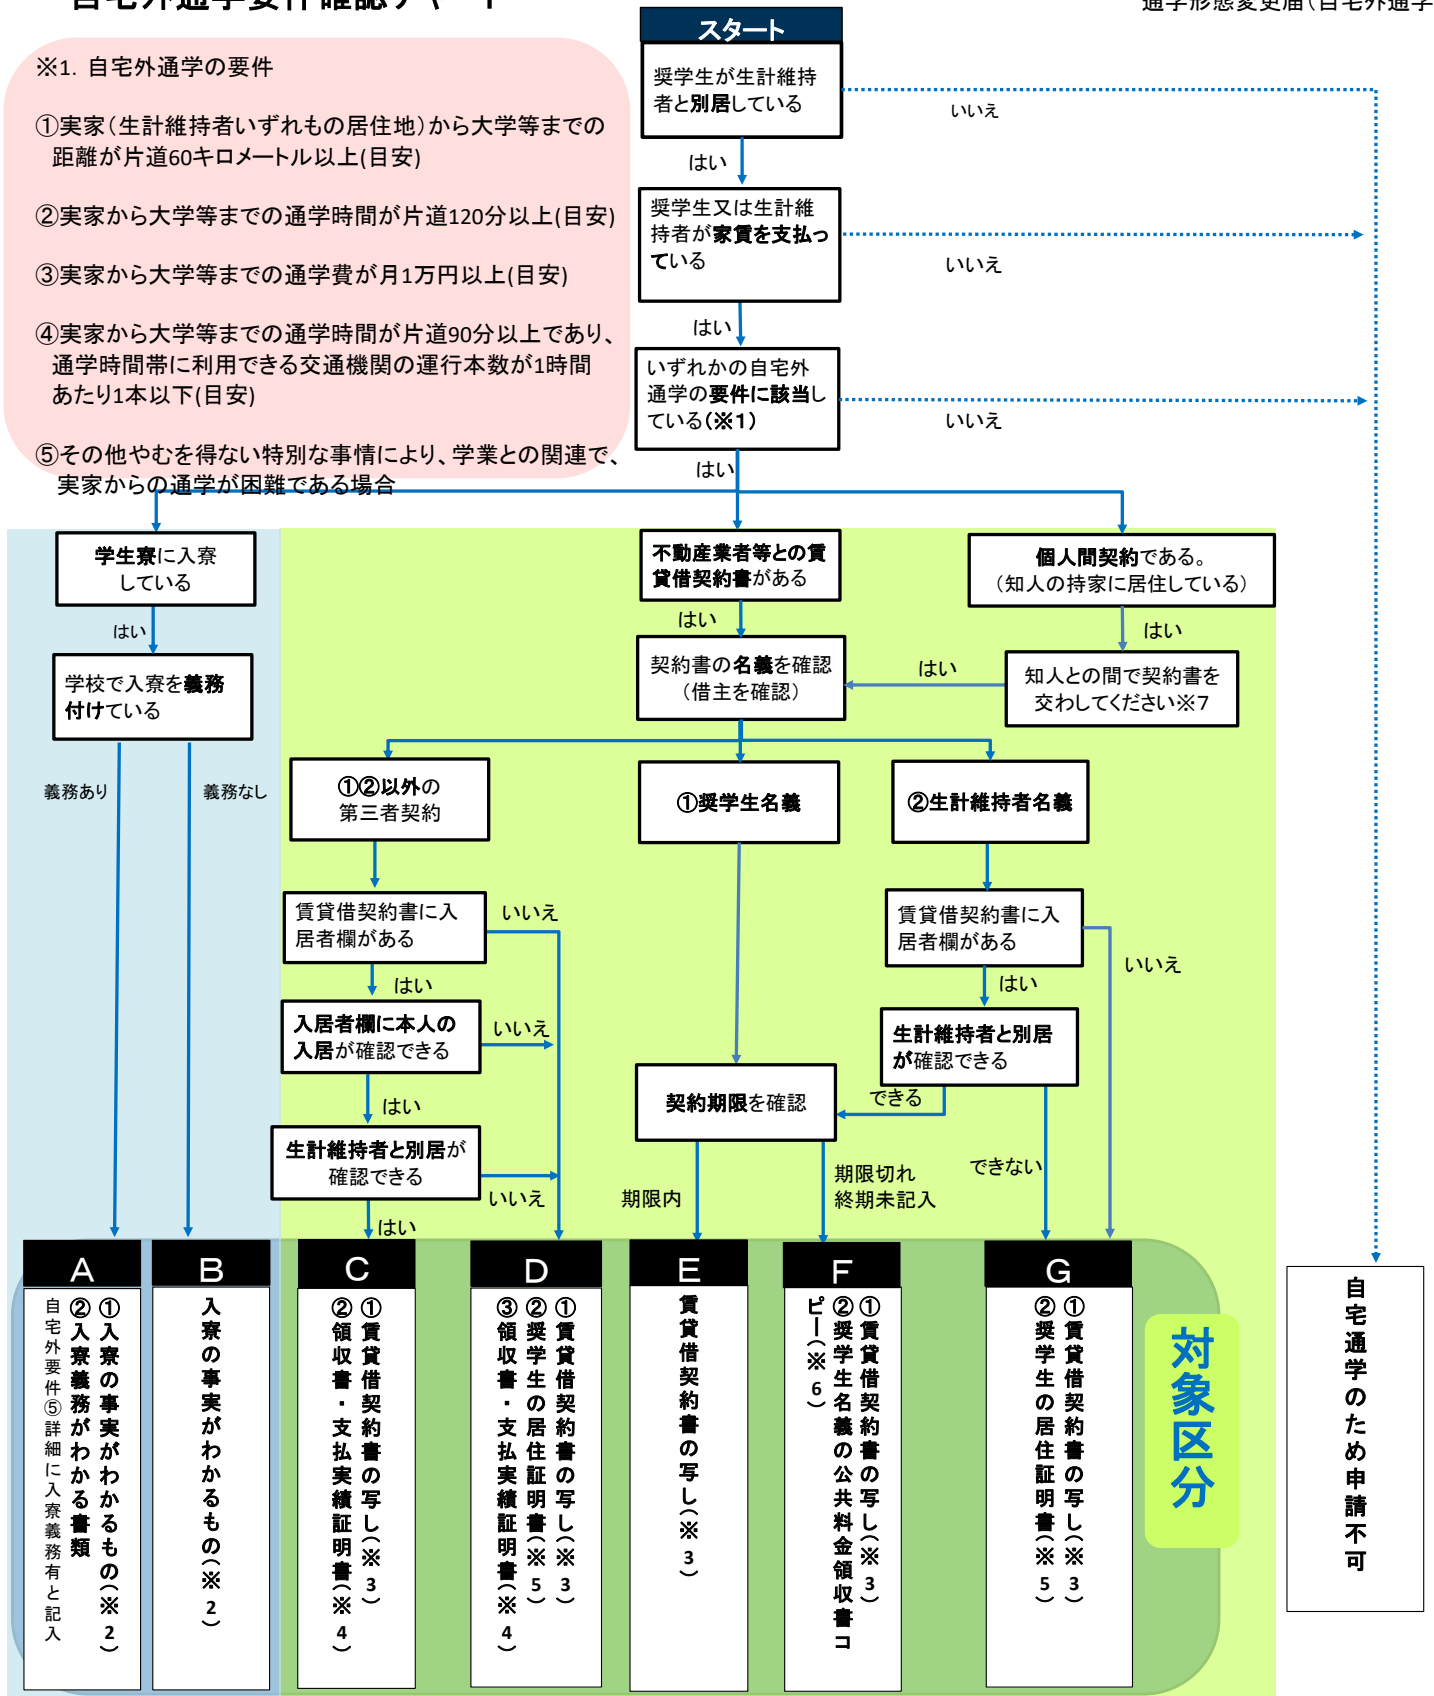 自宅外通学要件確認チャート
通学形態変更届(自宅外通学
スタート
※1. 自宅外通学の要件
①実家(生計維持者いずれもの居住地)から大学等までの
距離が片道60キロメートル以上(目安)
②実家から大学等までの通学時間が片道120分以上(目安)
③実家から大学等までの通学費が月1万円以上(目安)
④実家から大学等までの通学時間が片道90分以上であり、
通学時間帯に利用できる交通機関の運行本数が1時間
あたり1本以下(目安)
⑤その他やむを得ない特別な事情により、学業との関連で、
実家からの通学が困難である場合
奨学生が生計維持
者と別居している
いいえ
はい
奨学生又は生計維
持者が家賃を支払っ
ている
いいえ
はい
いずれかの自宅外
通学の要件に該当し
ている(※1)
いいえ
はい
学生寮に入寮
している
はい
学校で入寮を義務
付けている
義務あり
義務なし
不動産業者等との賃
貸借契約書がある
はい
契約書の名義を確認
(借主を確認)
個人間契約である。
(知人の持家に居住している)
はい
知人との間で契約書を
交わしてください※7
はい
①②以外の
第三者契約
①奨学生名義
②生計維持者名義
賃貸借契約書に入
居者欄がある
いいえ
はい
入居者欄に本人の
入居が確認できる
いいえ
はい
生計維持者と別居が
確認できる
いいえ
はい
賃貸借契約書に入
居者欄がある
いいえ
はい
生計維持者と別居
が確認できる
できる
できない
契約期限を確認
期限内
期限切れ
終期未記入
A
①入寮の事実がわかるもの(※2)
②入寮義務がわかる書類
自宅外要件⑤詳細に入寮義務有と記入
B
入寮の事実がわかるもの(※2)
C
①賃貸借契約書の写し(※3)
②領収書・支払実績証明書(※4)
D
①賃貸借契約書の写し(※3)
②奨学生の居住証明書(※5)
③領収書・支払実績証明書(※4)
E
賃貸借契約書の写し(※3)
F
①賃貸借契約書の写し(※3)
②奨学生名義の公共料金領収書コ
ピー(※6)
G
①賃貸借契約書の写し(※3)
②奨学生の居住証明書(※5)
対象区分
自宅通学のため申請不可